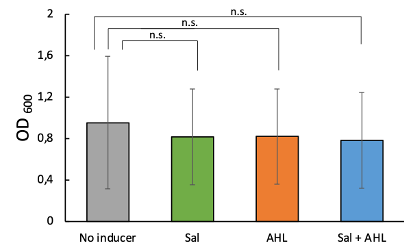 n.s.
n.s.
n.s.
2
1,6
1,2
0,8
0,4
0
OD 600
No inducer Sal AHL Sal + AHL